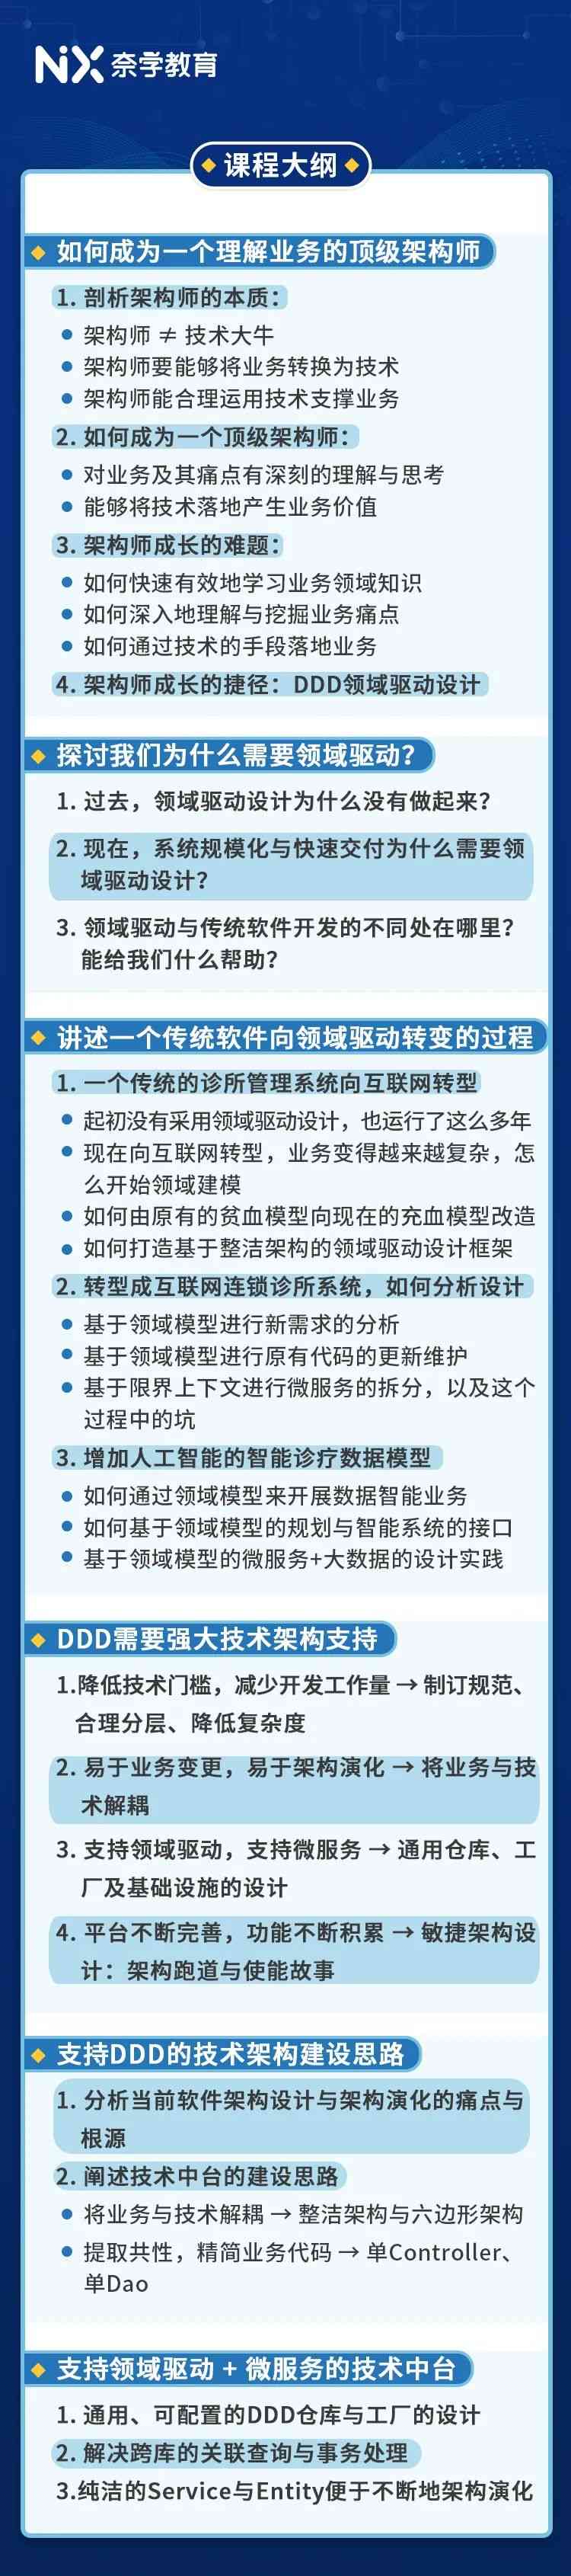 NiX 奈学教育
课程大纲
如何成为一个理解业务的顶级架构师
1. 剖析架构师的本质：
架构师 ≠ 技术大牛
架构师要能够将业务转换为技术
架构师能合理运用技术支撑业务
2. 如何成为一个顶级架构师：
对业务及其痛点有深刻的理解与思考
能够将技术落地产生业务价值
3. 架构师成长的难题：
如何快速有效地学习业务领域知识
如何深入地理解与挖掘业务痛点
如何通过技术的手段落地业务
4. 架构师成长的捷径：DDD领域驱动设计
探讨我们为什么需要领域驱动？
1. 过去，领域驱动设计为什么没有做起来？
2. 现在，系统规模化与快速交付为什么需要领
域驱动设计？
3. 领域驱动与传统软件开发的不同处在哪里？
能给我们什么帮助？
讲述一个传统软件向领域驱动转变的过程
1. 一个传统的诊所管理系统向互联网转型
起初没有采用领域驱动设计，也运行了这么多年
现在向互联网转型，业务变得越来越复杂，怎
么开始领域建模
如何由原有的贫血模型向现在的充血模型改造
如何打造基于整洁架构的领域驱动设计框架
2. 转型成互联网连锁诊所系统，如何分析设计
基于领域模型进行新需求的分析
基于领域模型进行原有代码的更新维护
基于限界上下文进行微服务的拆分，以及这个
过程中的坑
3. 增加人工智能的智能诊疗数据模型
如何通过领域模型来开展数据智能业务
如何基于领域模型的规划与智能系统的接口
基于领域模型的微服务+大数据的设计实践
DDD需要强大技术架构支持
1.降低技术门槛，减少开发工作量 → 制订规范、
合理分层、降低复杂度
2. 易于业务变更，易于架构演化 → 将业务与技
术解耦
3. 支持领域驱动，支持微服务 → 通用仓库、工
厂及基础设施的设计
4. 平台不断完善，功能不断积累 → 敏捷架构设
计：架构跑道与使能故事
支持DDD的技术架构建设思路
1. 分析当前软件架构设计与架构演化的痛点与
根源
2. 阐述技术中台的建设思路
将业务与技术解耦 → 整洁架构与六边形架构
提取共性，精简业务代码 → 单Controller、
单Dao
支持领域驱动 + 微服务的技术中台
1. 通用、可配置的DDD仓库与工厂的设计
2. 解决跨库的关联查询与事务处理
3.纯洁的Service与Entity便于不断地架构演化